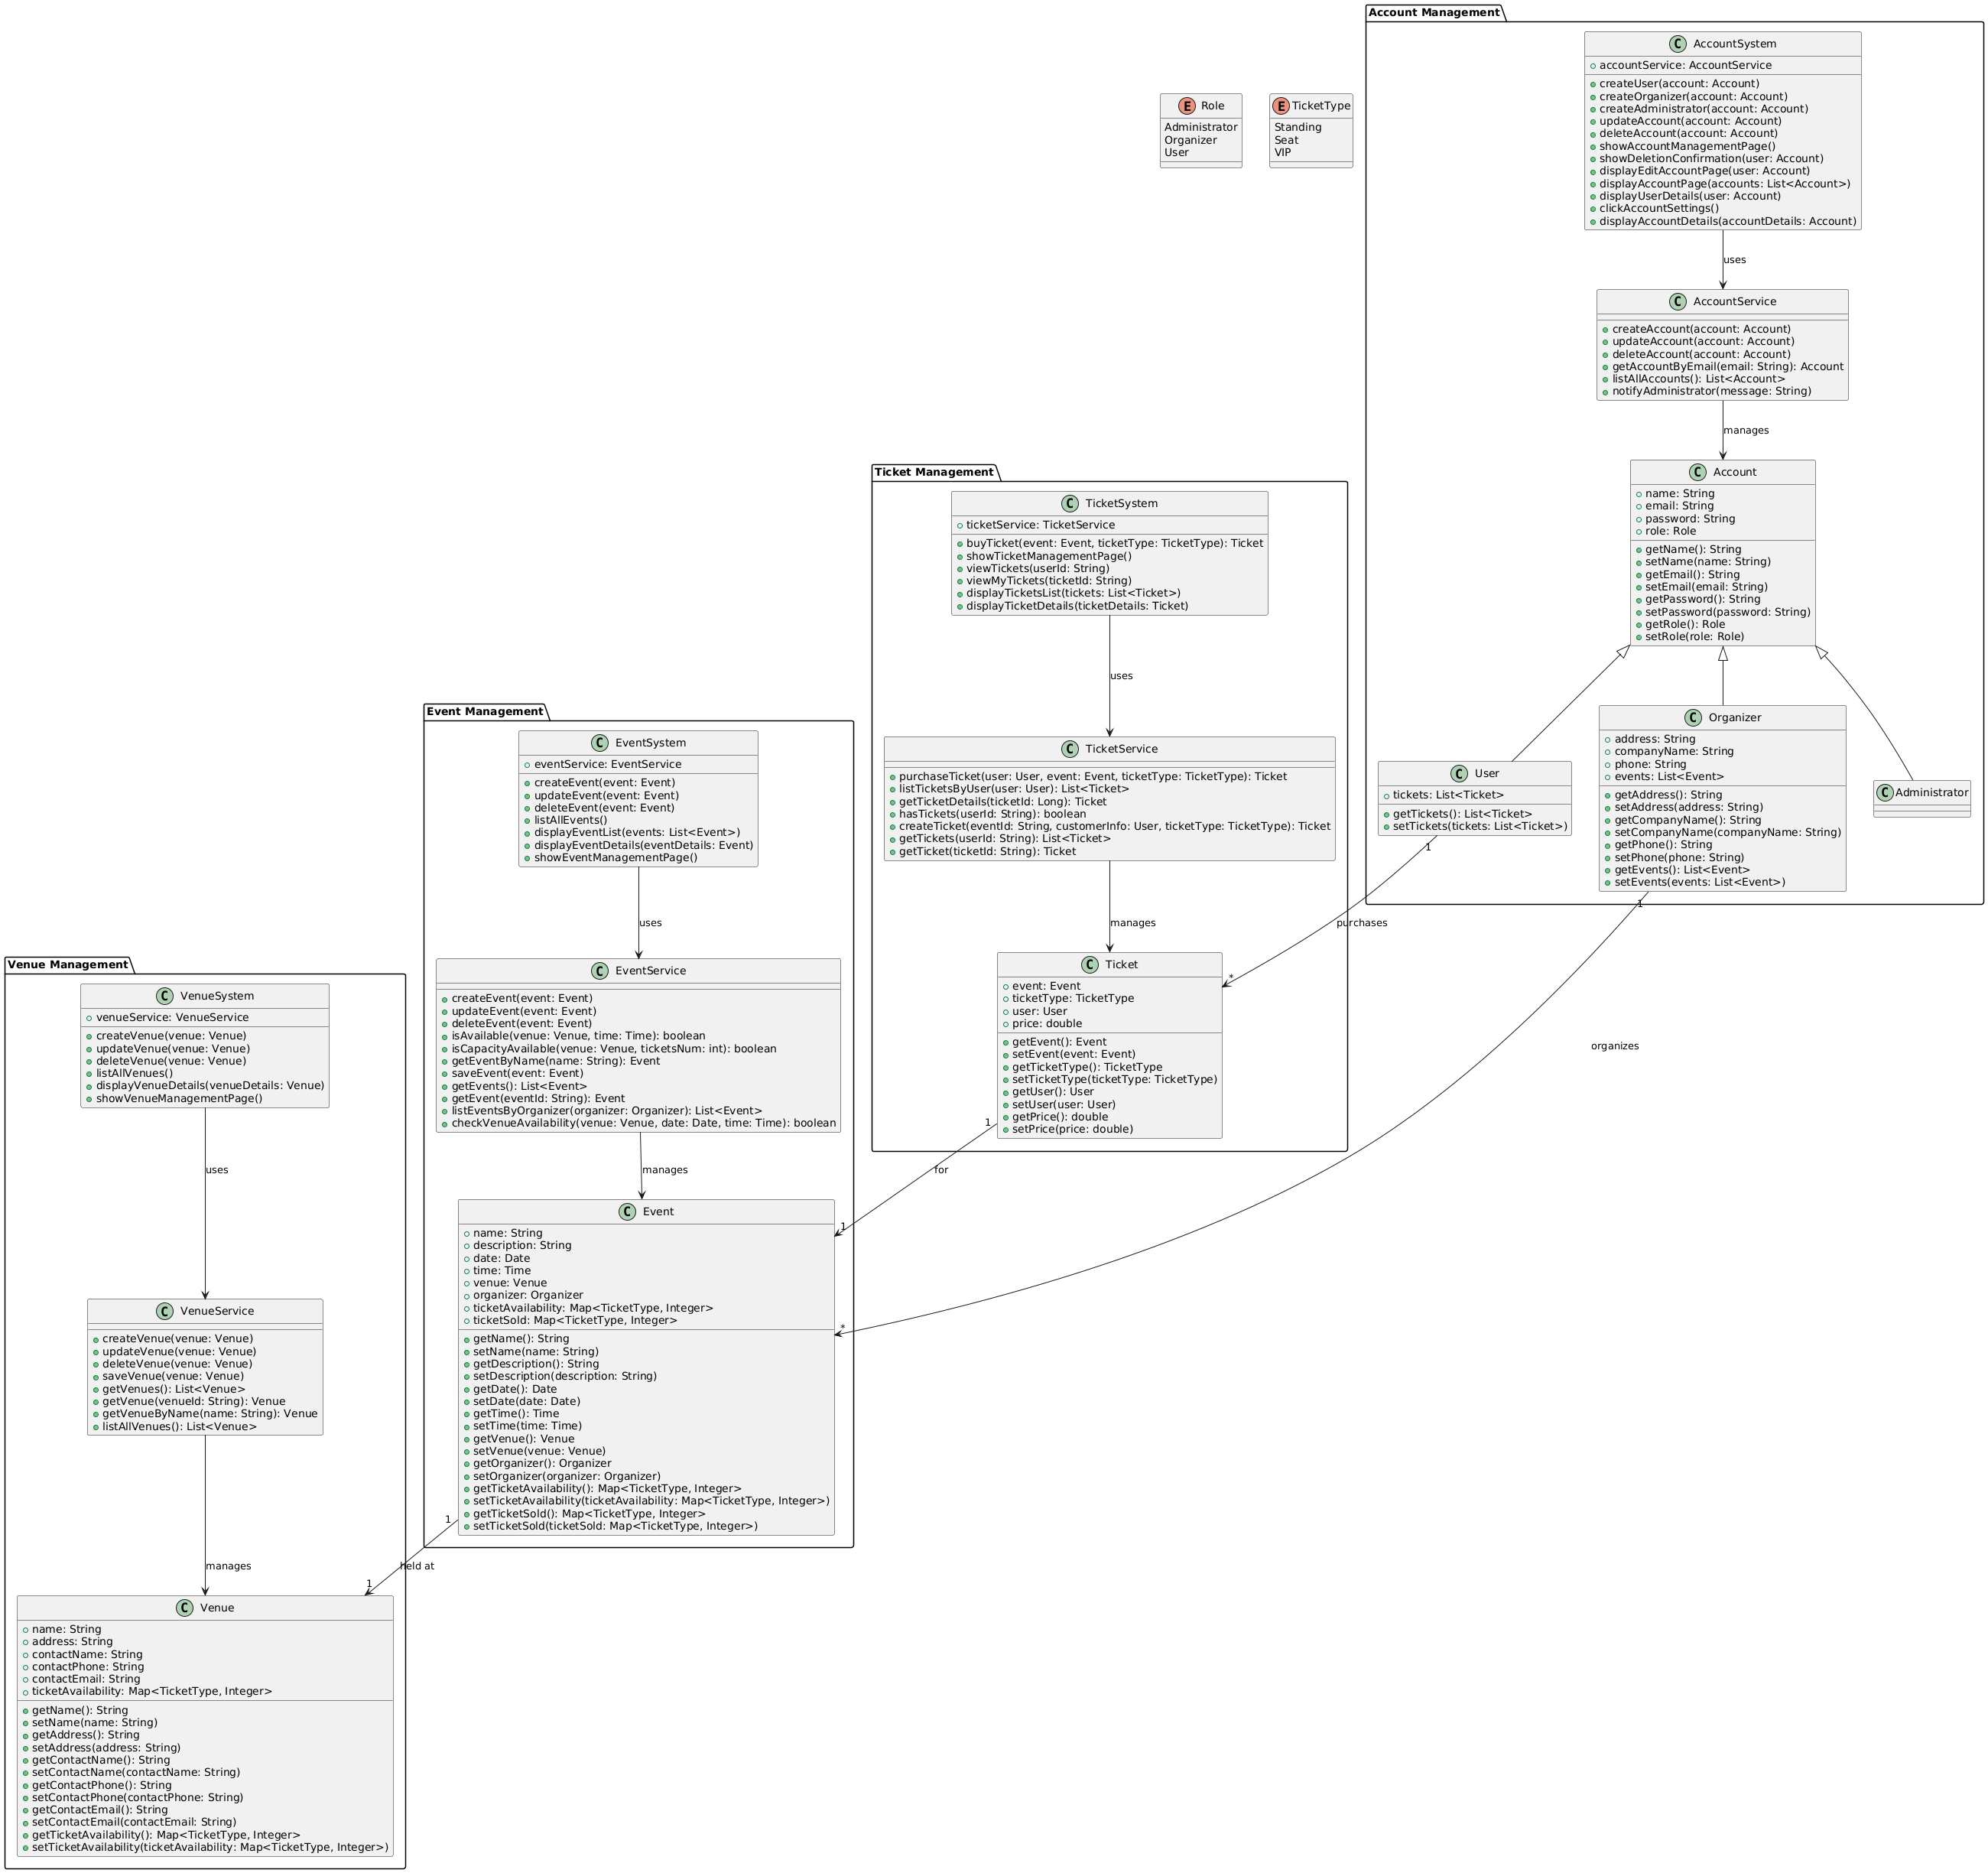 Account Management
C AccountSystem
accountService: AccountService
createUser(account: Account)
createOrganizer(account: Account)
createAdministrator(account: Account)
updateAccount(account: Account)
deleteAccount(account: Account)
showAccountManagementPage()
showDeletionConfirmation(user: Account)
displayEditAccountPage(user: Account)
displayAccountPage(accounts: List<Account>)
displayUserDetails(user: Account)
clickAccountSettings()
displayAccountDetails(accountDetails: Account)
E Role
Administrator
Organizer
User
E TicketType
Standing
Seat
VIP
uses
C AccountService
createAccount(account: Account)
updateAccount(account: Account)
deleteAccount(account: Account)
getAccountByEmail(email: String): Account
listAllAccounts(): List<Account>
notifyAdministrator(message: String)
manages
C Account
name: String
email: String
password: String
role: Role
getName(): String
setName(name: String)
getEmail(): String
setEmail(email: String)
getPassword(): String
setPassword(password: String)
getRole(): Role
setRole(role: Role)
C User
tickets: List<Ticket>
getTickets(): List<Ticket>
setTickets(tickets: List<Ticket>)
C Organizer
address: String
companyName: String
phone: String
events: List<Event>
getAddress(): String
setAddress(address: String)
getCompanyName(): String
setCompanyName(companyName: String)
getPhone(): String
setPhone(phone: String)
getEvents(): List<Event>
setEvents(events: List<Event>)
C Administrator
Ticket Management
C TicketSystem
ticketService: TicketService
buyTicket(event: Event, ticketType: TicketType): Ticket
showTicketManagementPage()
viewTickets(userId: String)
viewMyTickets(ticketId: String)
displayTicketsList(tickets: List<Ticket>)
displayTicketDetails(ticketDetails: Ticket)
uses
C TicketService
purchaseTicket(user: User, event: Event, ticketType: TicketType): Ticket
listTicketsByUser(user: User): List<Ticket>
getTicketDetails(ticketId: Long): Ticket
hasTickets(userId: String): boolean
createTicket(eventId: String, customerInfo: User, ticketType: TicketType): Ticket
getTickets(userId: String): List<Ticket>
getTicket(ticketId: String): Ticket
manages
1
purchases
*
1
organizes
*
C Ticket
event: Event
ticketType: TicketType
user: User
price: double
getEvent(): Event
setEvent(event: Event)
getTicketType(): TicketType
setTicketType(ticketType: TicketType)
getUser(): User
setUser(user: User)
getPrice(): double
setPrice(price: double)
1
for
1
Event Management
C EventSystem
eventService: EventService
createEvent(event: Event)
updateEvent(event: Event)
deleteEvent(event: Event)
listAllEvents()
displayEventList(events: List<Event>)
displayEventDetails(eventDetails: Event)
showEventManagementPage()
uses
C EventService
createEvent(event: Event)
updateEvent(event: Event)
deleteEvent(event: Event)
isAvailable(venue: Venue, time: Time): boolean
isCapacityAvailable(venue: Venue, ticketsNum: int): boolean
getEventByName(name: String): Event
saveEvent(event: Event)
getEvents(): List<Event>
getEvent(eventId: String): Event
listEventsByOrganizer(organizer: Organizer): List<Event>
checkVenueAvailability(venue: Venue, date: Date, time: Time): boolean
manages
C Event
name: String
description: String
date: Date
time: Time
venue: Venue
organizer: Organizer
ticketAvailability: Map<TicketType, Integer>
ticketSold: Map<TicketType, Integer>
getName(): String
setName(name: String)
getDescription(): String
setDescription(description: String)
getDate(): Date
setDate(date: Date)
getTime(): Time
setTime(time: Time)
getVenue(): Venue
setVenue(venue: Venue)
getOrganizer(): Organizer
setOrganizer(organizer: Organizer)
getTicketAvailability(): Map<TicketType, Integer>
setTicketAvailability(ticketAvailability: Map<TicketType, Integer>)
getTicketSold(): Map<TicketType, Integer>
setTicketSold(ticketSold: Map<TicketType, Integer>)
1
held at
1
Venue Management
C VenueSystem
venueService: VenueService
createVenue(venue: Venue)
updateVenue(venue: Venue)
deleteVenue(venue: Venue)
listAllVenues()
displayVenueDetails(venueDetails: Venue)
showVenueManagementPage()
uses
C VenueService
createVenue(venue: Venue)
updateVenue(venue: Venue)
deleteVenue(venue: Venue)
saveVenue(venue: Venue)
getVenues(): List<Venue>
getVenue(venueId: String): Venue
getVenueByName(name: String): Venue
listAllVenues(): List<Venue>
manages
C Venue
name: String
address: String
contactName: String
contactPhone: String
contactEmail: String
ticketAvailability: Map<TicketType, Integer>
getName(): String
setName(name: String)
getAddress(): String
setAddress(address: String)
getContactName(): String
setContactName(contactName: String)
getContactPhone(): String
setContactPhone(contactPhone: String)
getContactEmail(): String
setContactEmail(contactEmail: String)
getTicketAvailability(): Map<TicketType, Integer>
setTicketAvailability(ticketAvailability: Map<TicketType, Integer>)